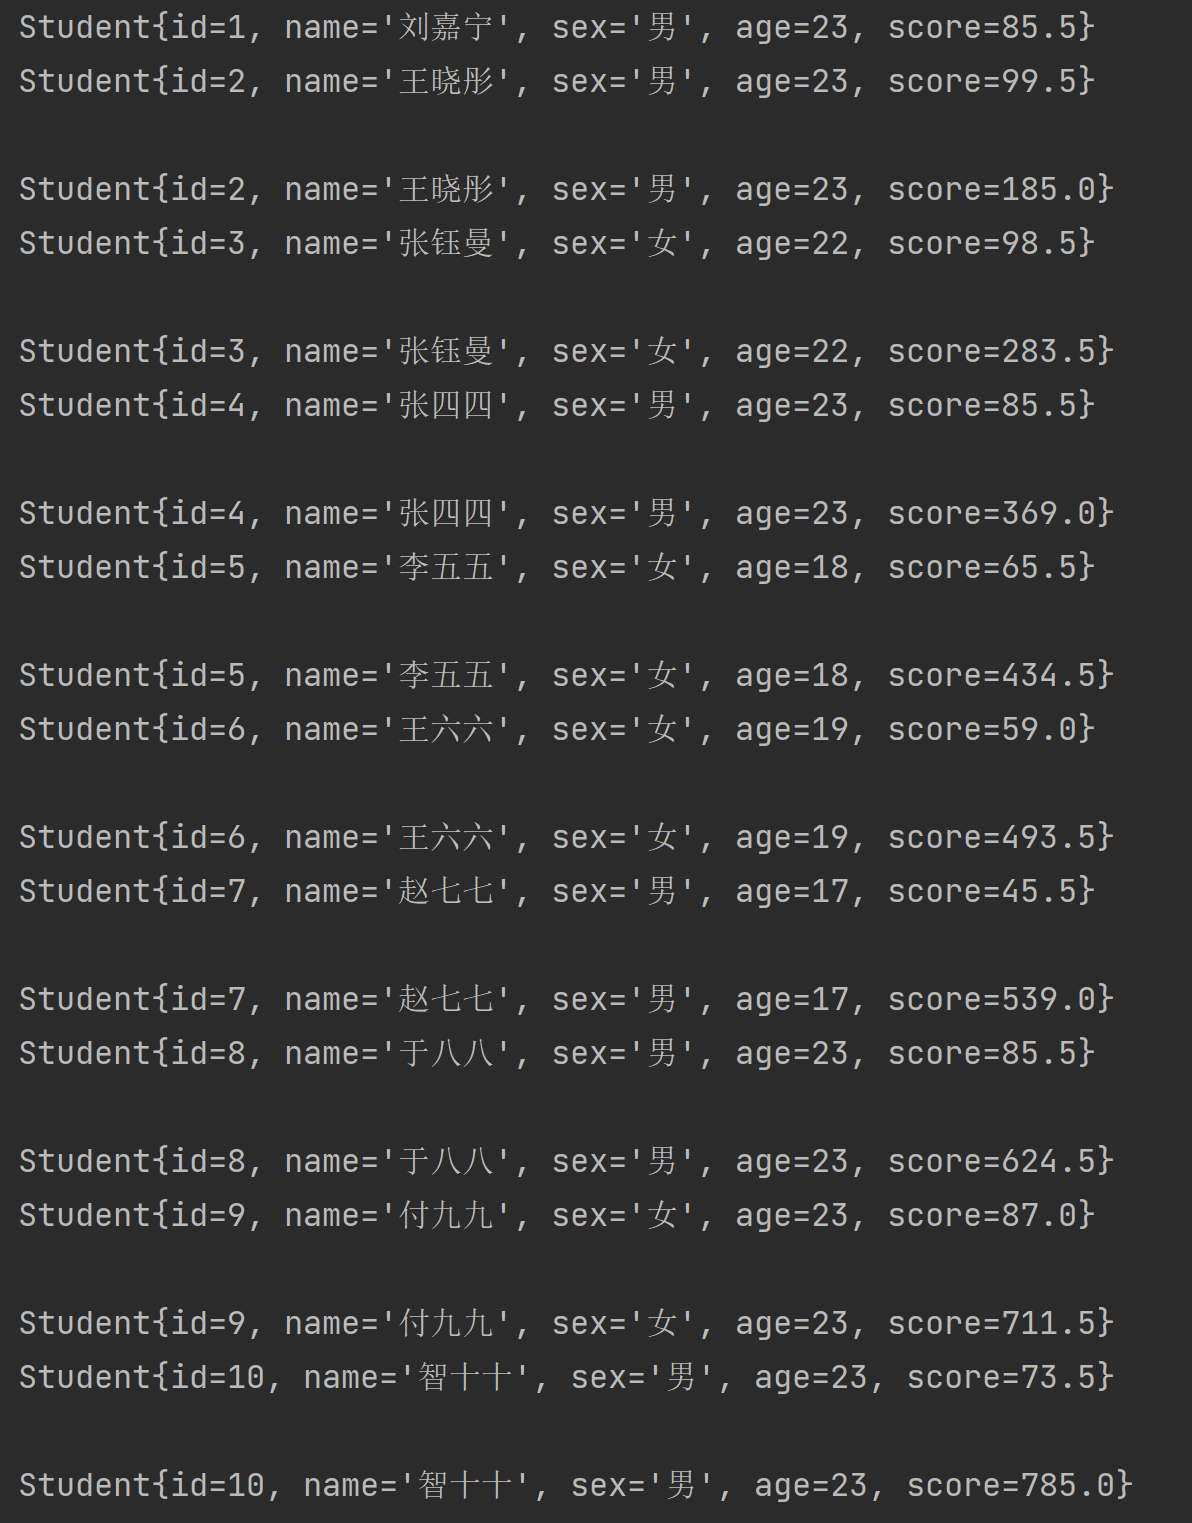 Student{id=1, name='刘嘉宁', sex='男', age=23, score=85.5}
Student{id=2, name='王晓彤', sex='男', age=23, score=99.5}
Student{id=2, name='王晓彤', sex='男', age=23, score=185.0}
Student{id=3, name='张钰曼', sex='女', age=22, score=98.5}
Student{id=3, name='张钰曼', sex='女', age=22, score=283.5}
Student{id=4, name='张四四', sex='男', age=23, score=85.5}
Student{id=4, name='张四四', sex='男', age=23, score=369.0}
Student{id=5, name='李五五', sex='女', age=18, score=65.5}
Student{id=5, name='李五五', sex='女', age=18, score=434.5}
Student{id=6, name='王六六', sex='女', age=19, score=59.0}
Student{id=6, name='王六六', sex='女', age=19, score=493.5}
Student{id=7, name='赵七七', sex='男', age=17, score=45.5}
Student{id=7, name='赵七七', sex='男', age=17, score=539.0}
Student{id=8, name='于八八', sex='男', age=23, score=85.5}
Student{id=8, name='于八八', sex='男', age=23, score=624.5}
Student{id=9, name='付九九', sex='女', age=23, score=87.0}
Student{id=9, name='付九九', sex='女', age=23, score=711.5}
Student{id=10, name='智十十', sex='男', age=23, score=73.5}
Student{id=10, name='智十十', sex='男', age=23, score=785.0}